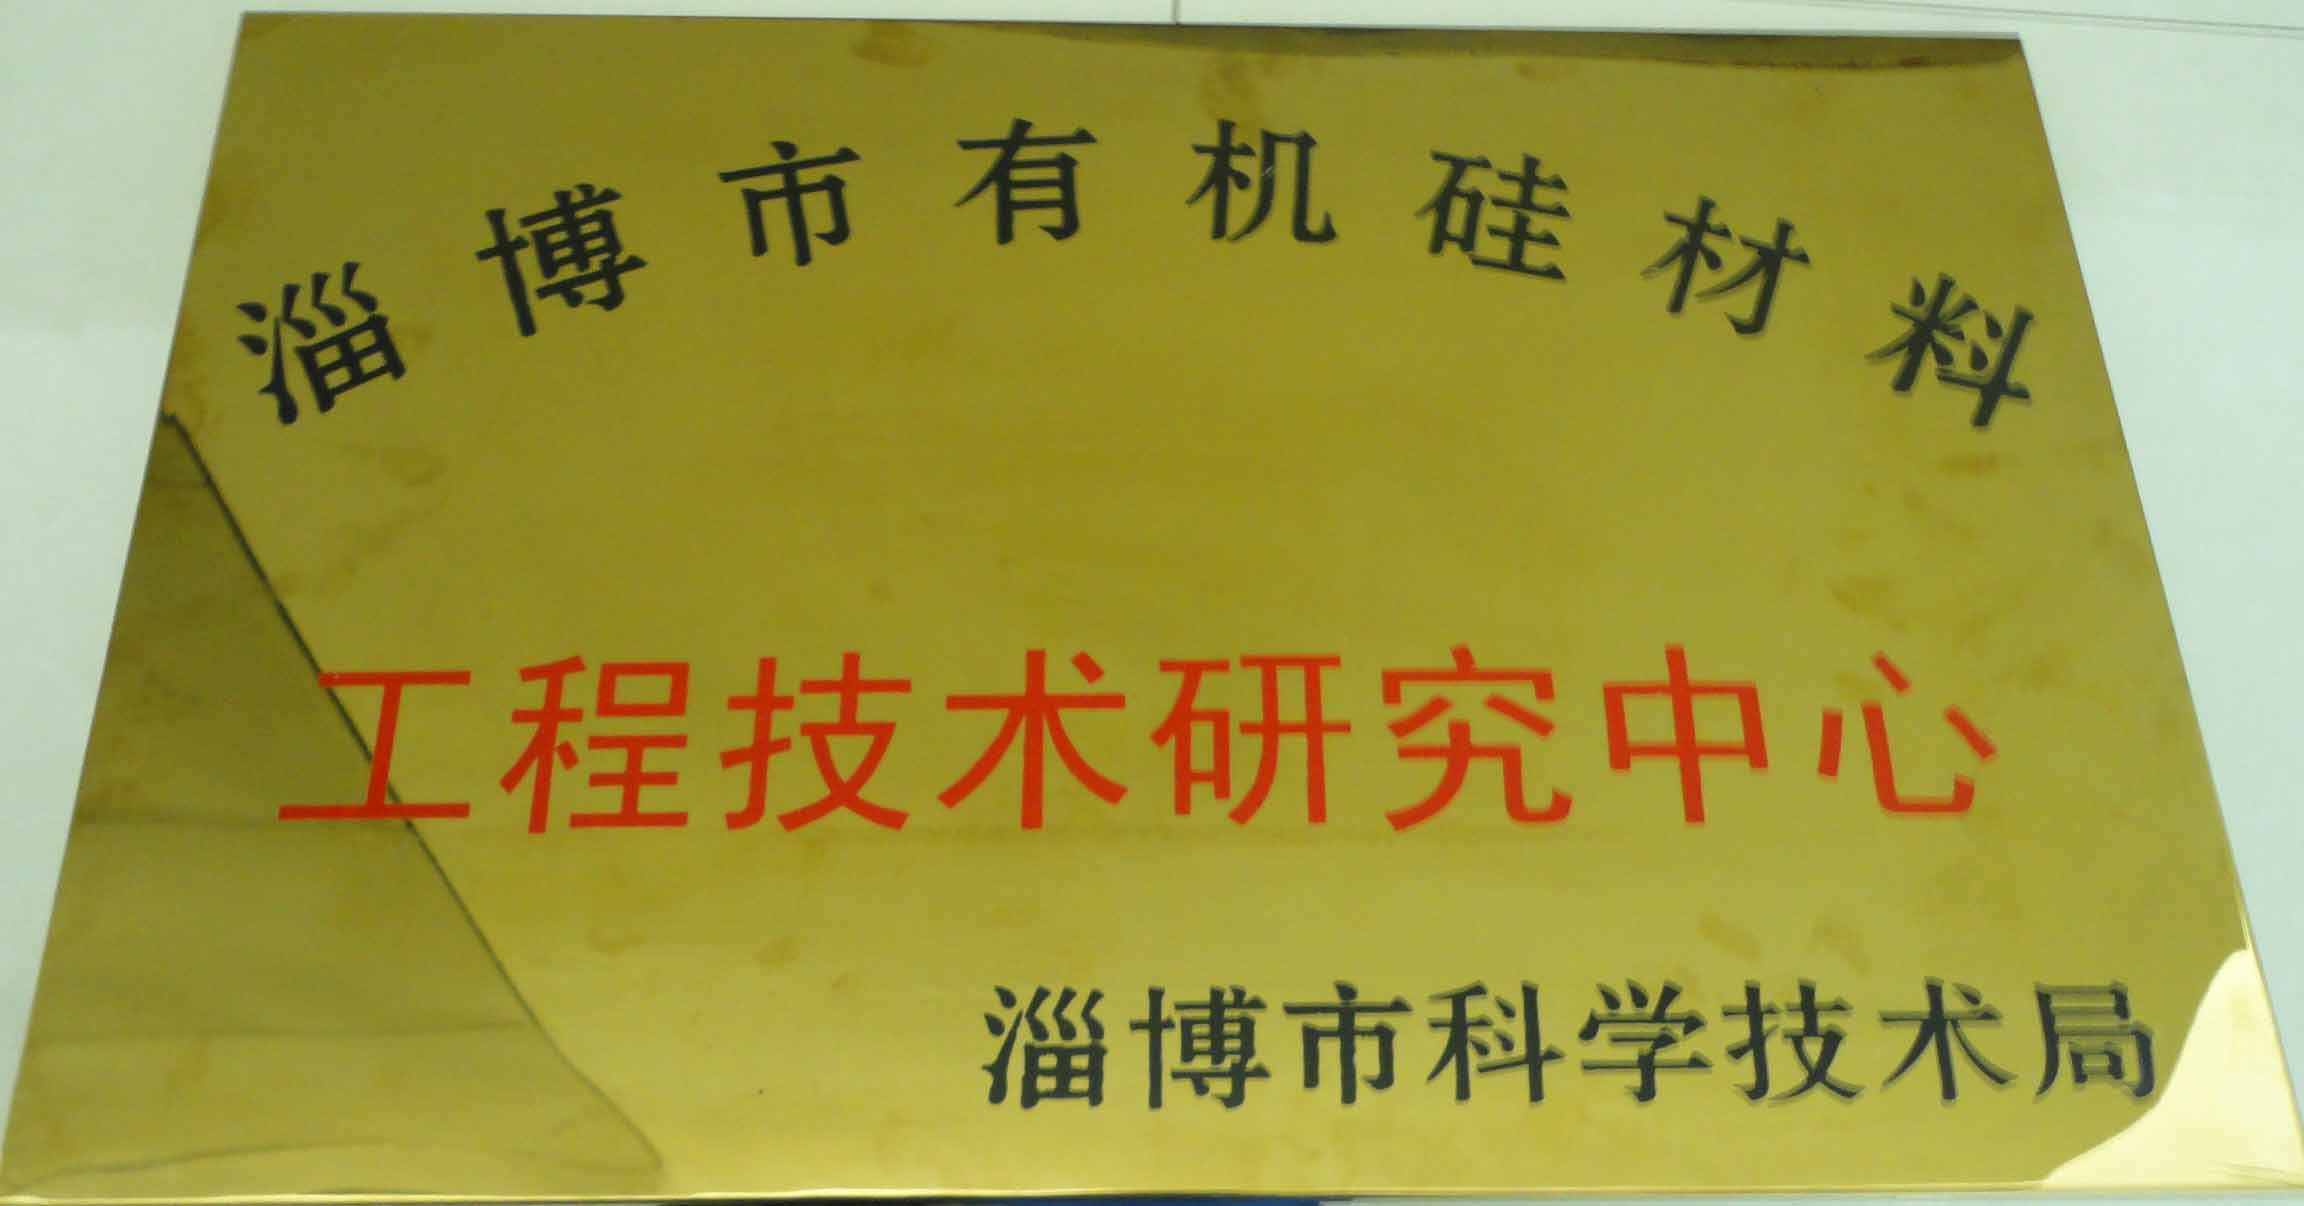 淄博市有机硅材料
工程技术研究中心
淄博市科学技术局